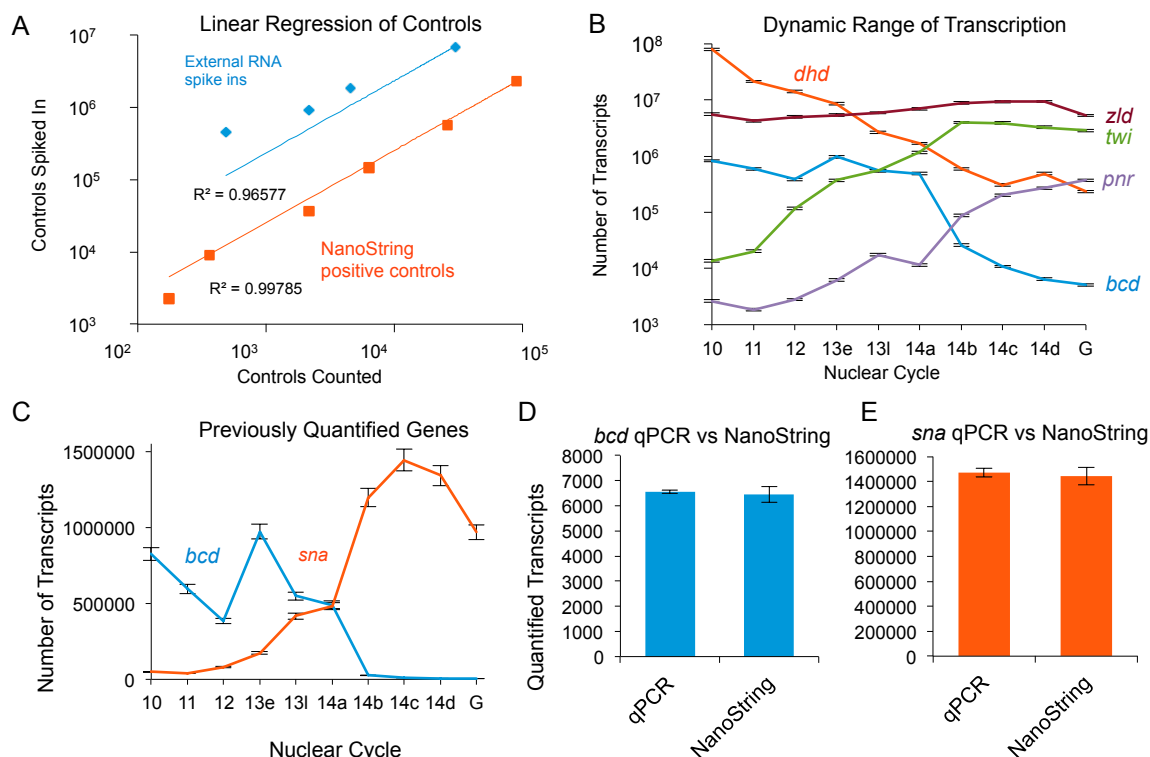 A
Linear Regression of Controls
Controls Spiked In
10⁷
10⁶
10⁵
10⁴
10³
External RNA
spike ins
R² = 0.96577
NanoString
positive controls
R² = 0.99785
10² 10³ 10⁴ 10⁵
Controls Counted
B
Dynamic Range of Transcription
Number of Transcripts
10⁸
10⁷
10⁶
10⁵
10⁴
10³
dhd
zld
twi
pnr
bcd
10 11 12 13e 13l 14a 14b 14c 14d G
Nuclear Cycle
C
Previously Quantified Genes
Number of Transcripts
1500000
1000000
500000
0
bcd
sna
10 11 12 13e 13l 14a 14b 14c 14d G
Nuclear Cycle
D
bcd qPCR vs NanoString
Quantified Transcripts
8000
7000
6000
5000
4000
3000
2000
1000
0
qPCR
NanoString
E
sna qPCR vs NanoString
1600000
1400000
1200000
1000000
800000
600000
400000
200000
0
qPCR
NanoString